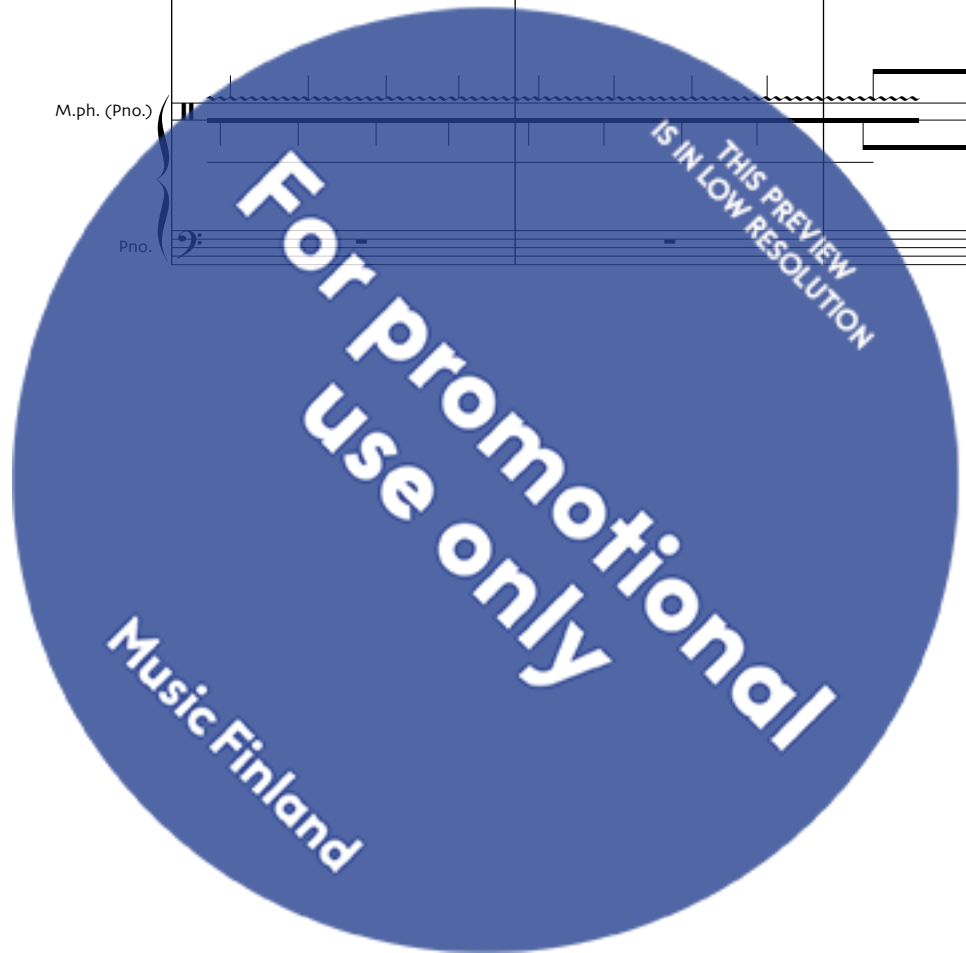 M.ph. (Pno.)
Pno.
THIS PREVIEW
IS IN LOW RESOLUTION
For promotional
use only
Music Finland